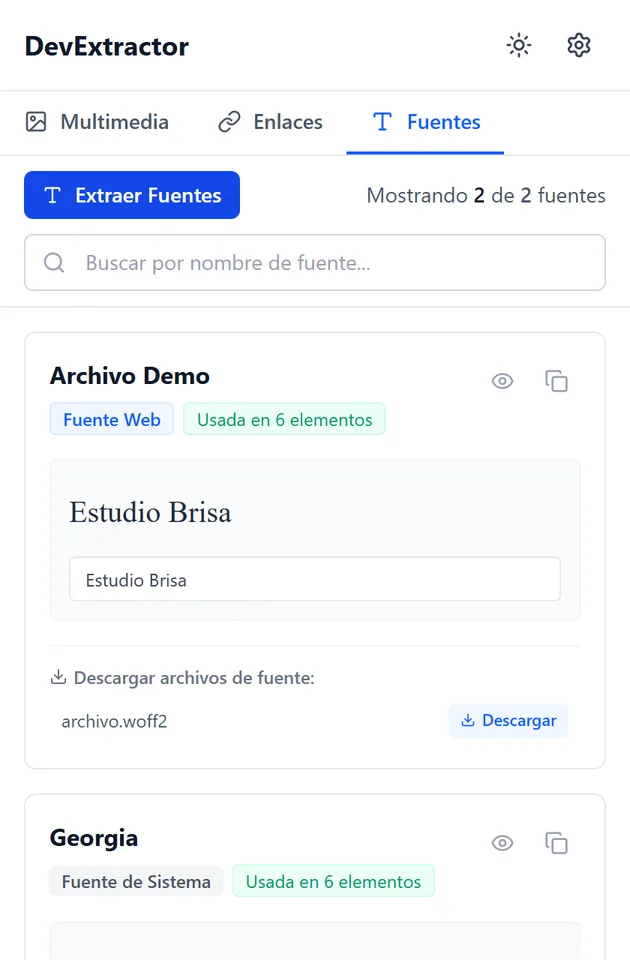 DevExtractor
Multimedia
Enlaces
Fuentes
Extraer Fuentes
Mostrando 2 de 2 fuentes
Buscar por nombre de fuente...
Archivo Demo
Fuente Web
Usada en 6 elementos
Estudio Brisa
Estudio Brisa
Descargar archivos de fuente:
archivo.woff2
Descargar
Georgia
Fuente de Sistema
Usada en 6 elementos